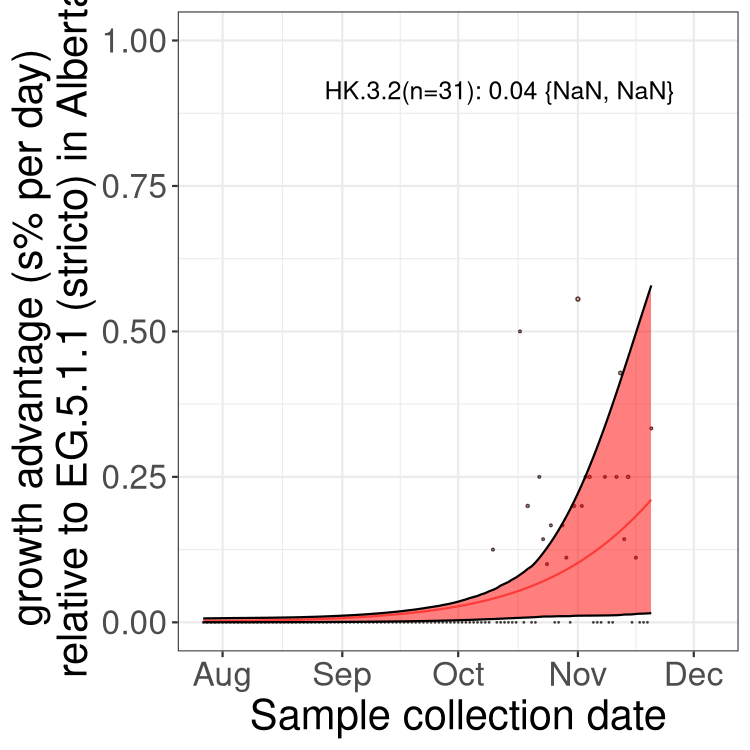 growth advantage (s% per day)
relative to EG.5.1.1 (stricto) in Alberta
1.00
0.75
0.50
0.25
0.00
HK.3.2(n=31): 0.04 {NaN, NaN}
Aug Sep Oct Nov Dec
Sample collection date